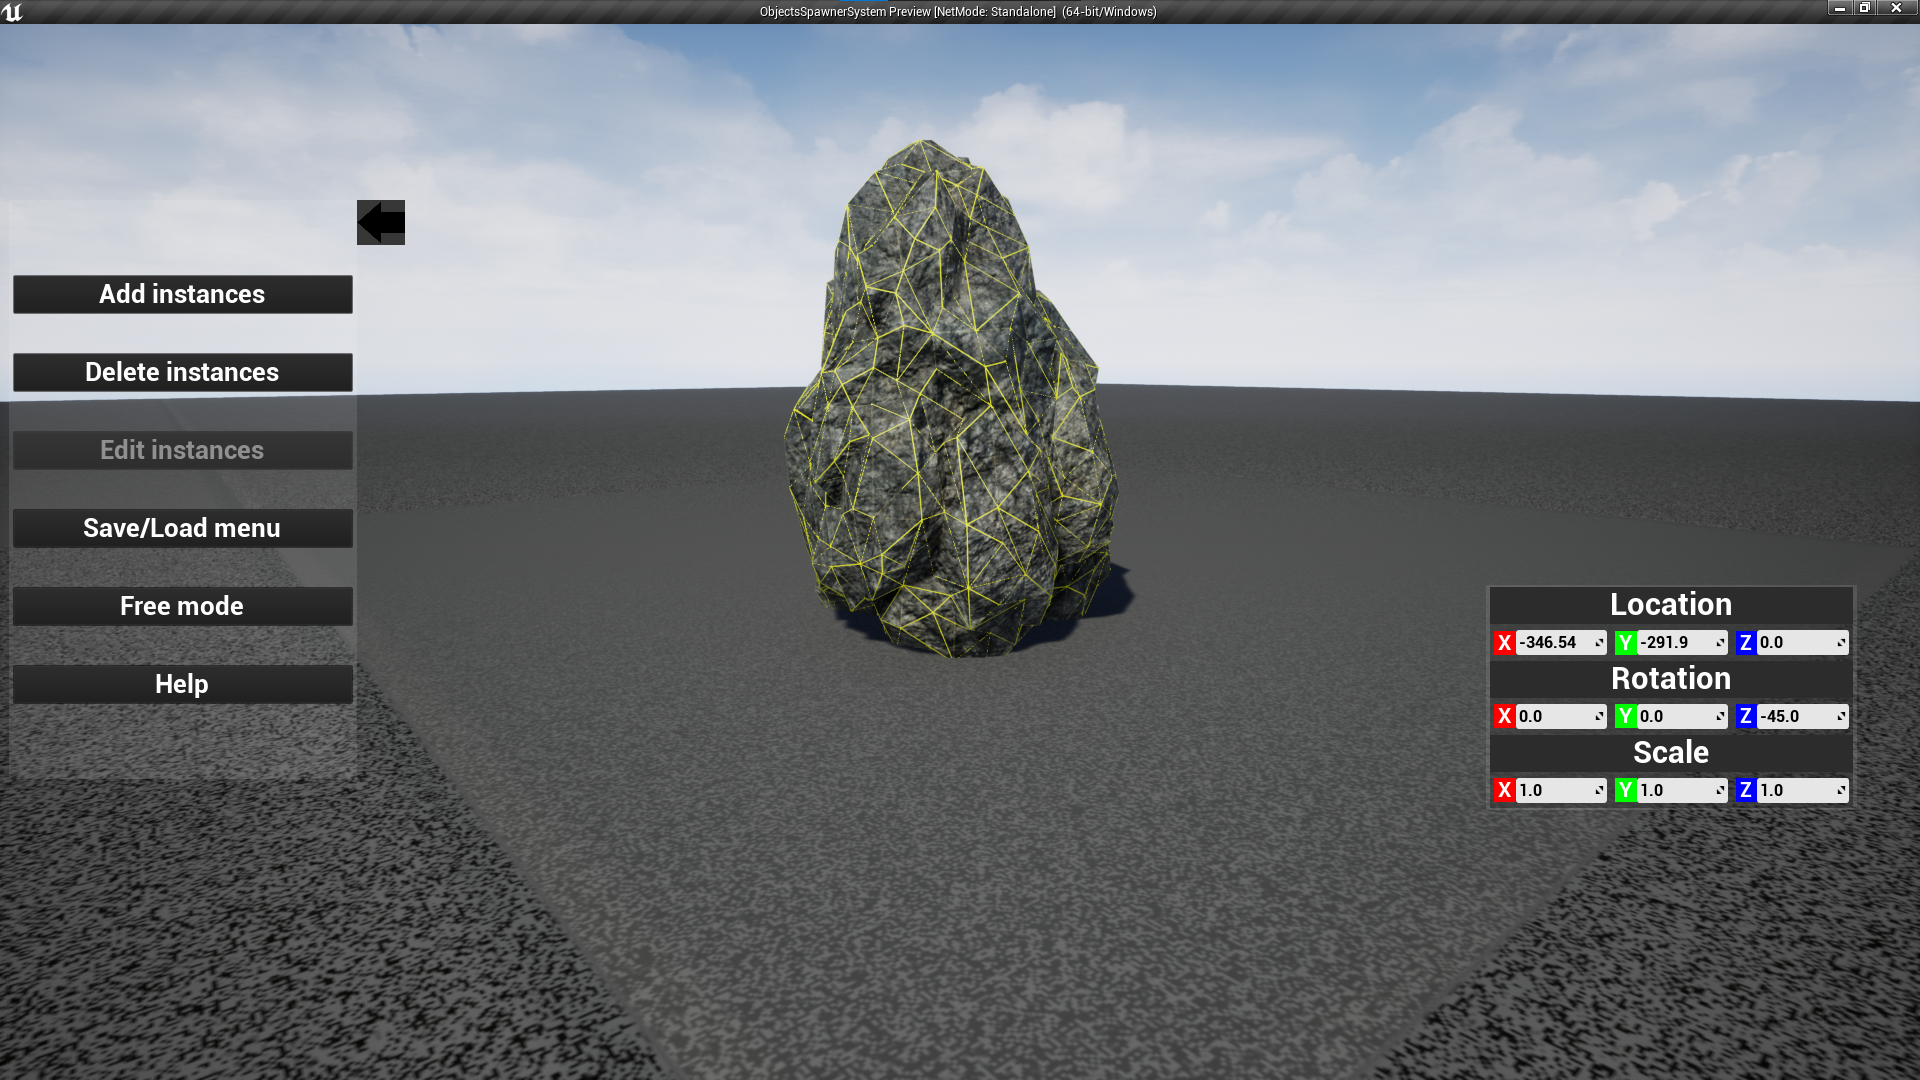 ObjectsSpawnerSystem Preview [NetMode: Standalone] (64-bit/Windows)
Add instances
Delete instances
Edit instances
Save/Load menu
Free mode
Help
Location
X -346.54 Y -291.9 Z 0.0
Rotation
X 0.0 Y 0.0 Z -45.0
Scale
X 1.0 Y 1.0 Z 1.0